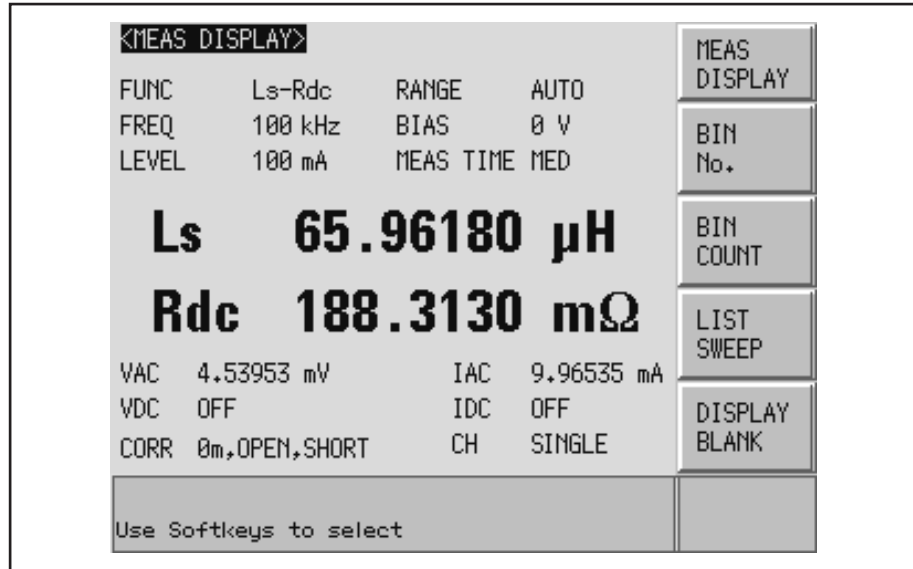 <MEAS DISPLAY>
FUNC Ls-Rdc RANGE AUTO
FREQ 100 kHz BIAS 0 V
LEVEL 100 mA MEAS TIME MED
Ls 65.96180 µH
Rdc 188.3130 mΩ
VAC 4.53953 mV IAC 9.96535 mA
VDC OFF IDC OFF
CORR 0m,OPEN,SHORT CH SINGLE
Use Softkeys to select
MEAS
DISPLAY
BIN
No.
BIN
COUNT
LIST
SWEEP
DISPLAY
BLANK